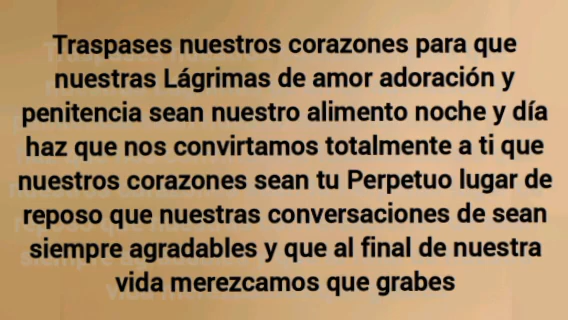 Traspases nuestros corazones para que
nuestras Lágrimas de amor adoración y
penitencia sean nuestro alimento noche y día
haz que nos convirtamos totalmente a ti que
nuestros corazones sean tu Perpetuo lugar de
reposo que nuestras conversaciones de sean
siempre agradables y que al final de nuestra
vida merezcamos que grabes